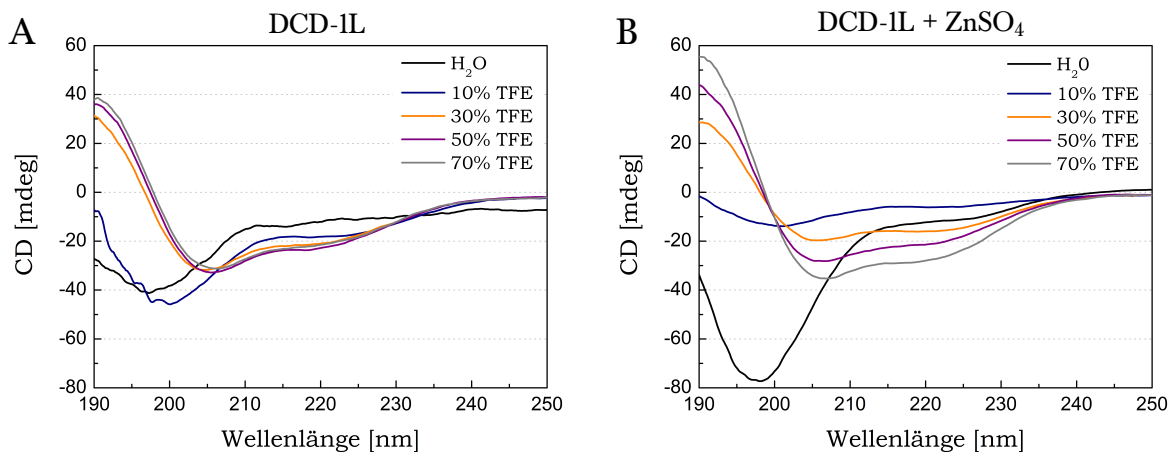 A
DCD-1L
60
40
20
0
-20
-40
-60
-80
CD [mdeg]
190
200
210
220
230
240
250
Wellenlänge [nm]
H₂O
10% TFE
30% TFE
50% TFE
70% TFE
B
DCD-1L + ZnSO₄
60
40
20
0
-20
-40
-60
-80
CD [mdeg]
190
200
210
220
230
240
250
Wellenlänge [nm]
H₂0
10% TFE
30% TFE
50% TFE
70% TFE